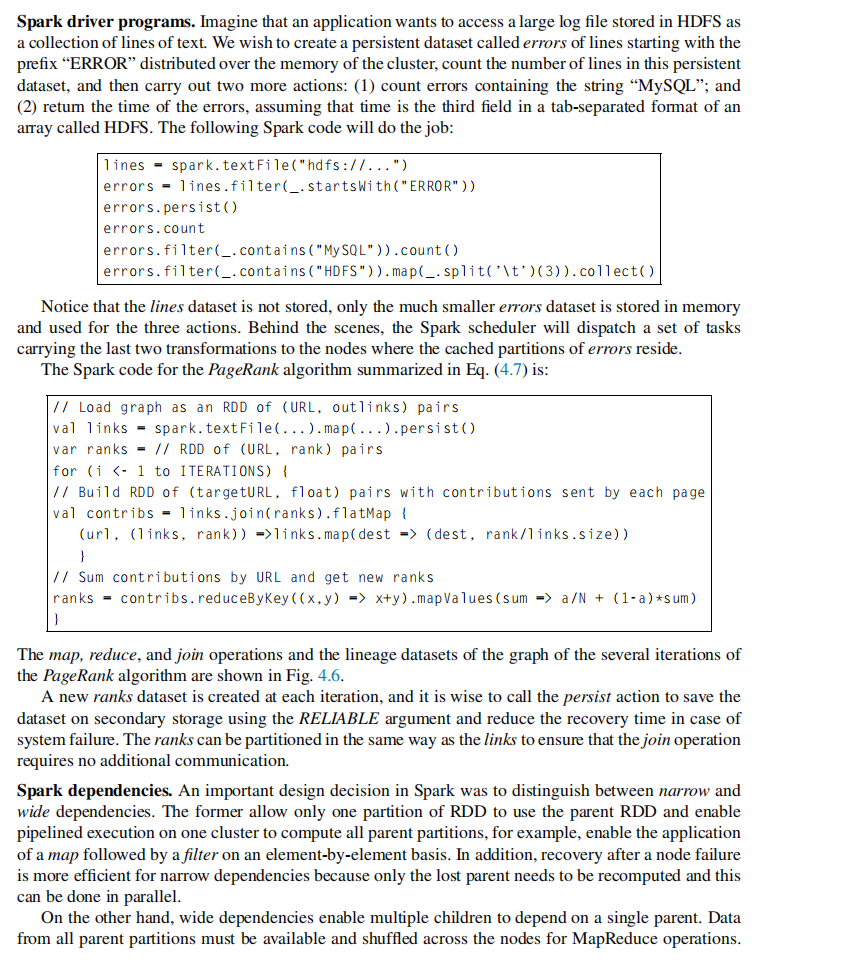 Spark driver programs. Imagine that an application wants to access a large log file stored in HDFS as
a collection of lines of text. We wish to create a persistent dataset called errors of lines starting with the
prefix “ERROR” distributed over the memory of the cluster, count the number of lines in this persistent
dataset, and then carry out two more actions: (1) count errors containing the string “MySQL”; and
(2) return the time of the errors, assuming that time is the third field in a tab-separated format of an
array called HDFS. The following Spark code will do the job:
lines = spark.textFile("hdfs://...")
errors = lines.filter(_.startsWith("ERROR"))
errors.persist()
errors.count
errors.filter(_.contains("MySQL")).count()
errors.filter(_.contains("HDFS")).map(_.split('\t')(3)).collect()
Notice that the lines dataset is not stored, only the much smaller errors dataset is stored in memory
and used for the three actions. Behind the scenes, the Spark scheduler will dispatch a set of tasks
carrying the last two transformations to the nodes where the cached partitions of errors reside.
The Spark code for the PageRank algorithm summarized in Eq. (4.7) is:
// Load graph as an RDD of (URL, outlinks) pairs
val links = spark.textFile(...).map(...).persist()
var ranks = // RDD of (URL, rank) pairs
for (i <- 1 to ITERATIONS) {
// Build RDD of (targetURL, float) pairs with contributions sent by each page
val contribs = links.join(ranks).flatMap {
(url, (links, rank)) =>links.map(dest => (dest, rank/links.size))
}
// Sum contributions by URL and get new ranks
ranks = contribs.reduceByKey((x,y) => x+y).mapValues(sum => a/N + (1-a)*sum)
}
The map, reduce, and join operations and the lineage datasets of the graph of the several iterations of
the PageRank algorithm are shown in Fig. 4.6.
A new ranks dataset is created at each iteration, and it is wise to call the persist action to save the
dataset on secondary storage using the RELIABLE argument and reduce the recovery time in case of
system failure. The ranks can be partitioned in the same way as the links to ensure that the join operation
requires no additional communication.
Spark dependencies. An important design decision in Spark was to distinguish between narrow and
wide dependencies. The former allow only one partition of RDD to use the parent RDD and enable
pipelined execution on one cluster to compute all parent partitions, for example, enable the application
of a map followed by a filter on an element-by-element basis. In addition, recovery after a node failure
is more efficient for narrow dependencies because only the lost parent needs to be recomputed and this
can be done in parallel.
On the other hand, wide dependencies enable multiple children to depend on a single parent. Data
from all parent partitions must be available and shuffled across the nodes for MapReduce operations.